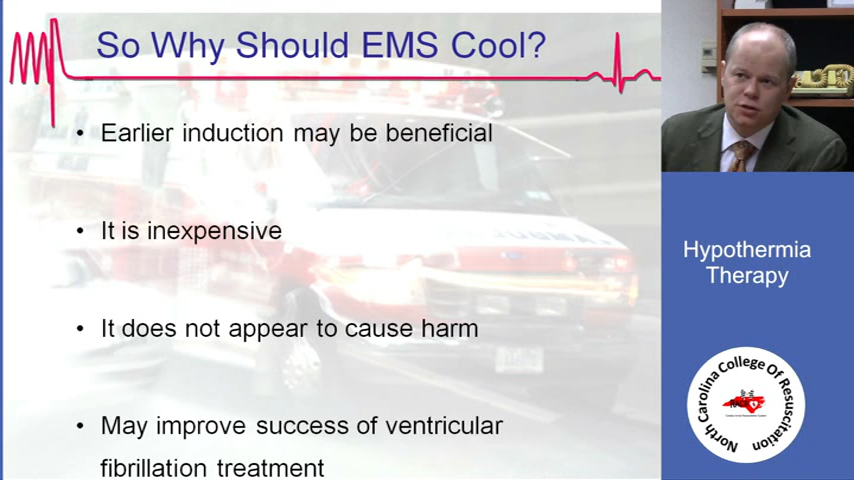 So Why Should EMS Cool?
• Earlier induction may be beneficial
• It is inexpensive
• It does not appear to cause harm
• May improve success of ventricular
fibrillation treatment
Hypothermia
Therapy
North Carolina College Of Resuscitation